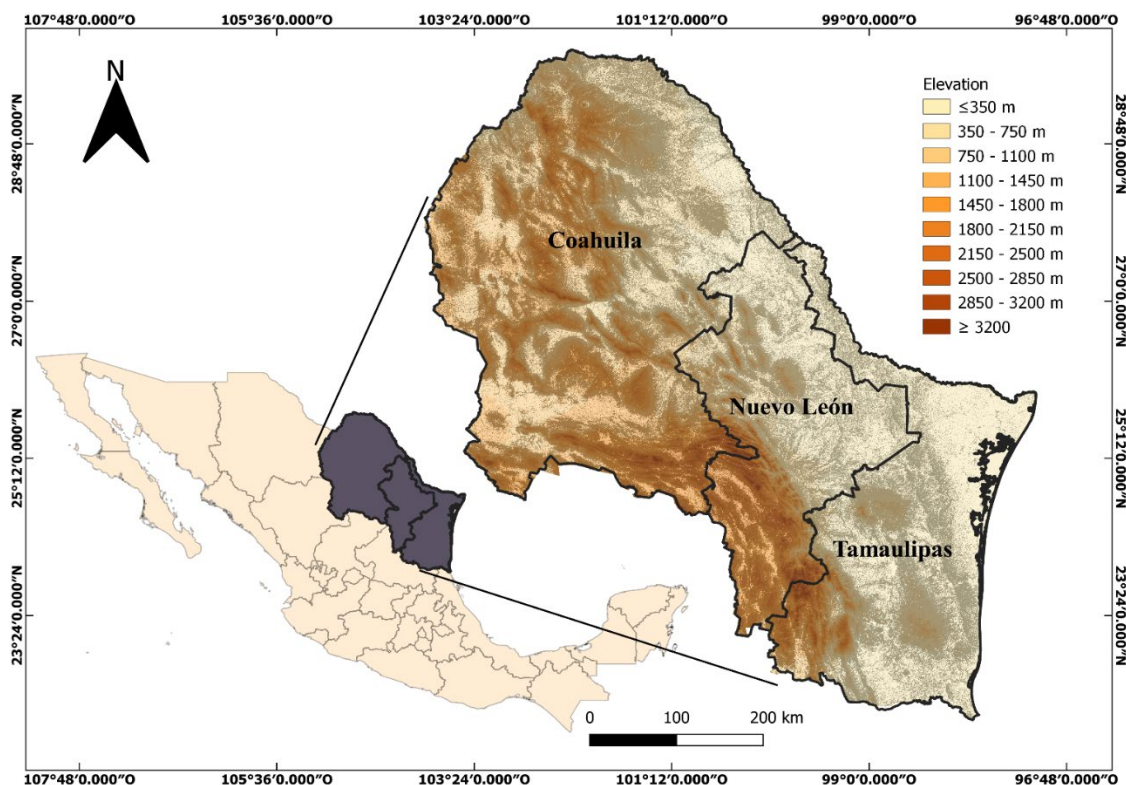 107°48'0.000"O 105°36'0.000"O 103°24'0.000"O 101°12'0.000"O 99°0'0.000"O 96°48'0.000"O
N
Elevation
≤350 m
350 - 750 m
750 - 1100 m
1100 - 1450 m
1450 - 1800 m
1800 - 2150 m
2150 - 2500 m
2500 - 2850 m
2850 - 3200 m
≥ 3200
28°48'0.000"N 28°48'0.000"N
Coahuila
27°0'0.000"N 27°0'0.000"N
Nuevo León
25°12'0.000"N 25°12'0.000"N
Tamaulipas
23°24'0.000"N 23°24'0.000"N
0 100 200 km
107°48'0.000"O 105°36'0.000"O 103°24'0.000"O 101°12'0.000"O 99°0'0.000"O 96°48'0.000"O